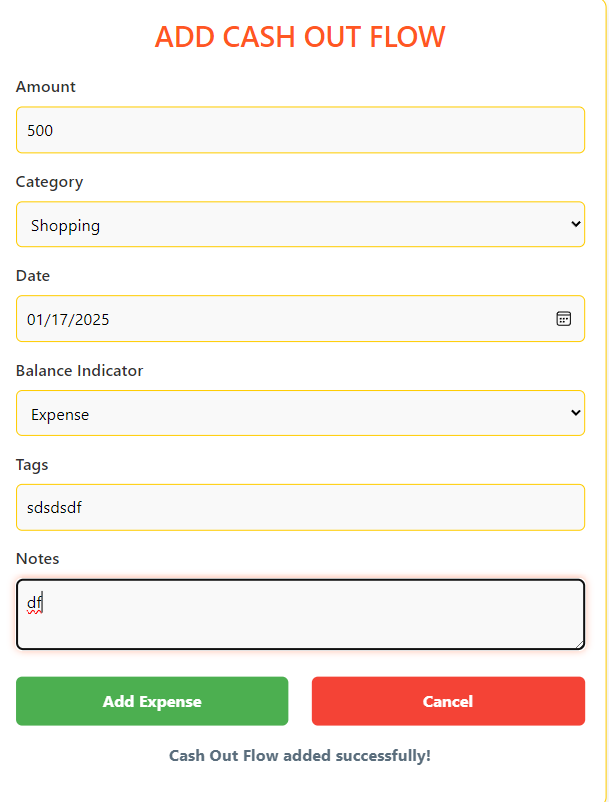 ADD CASH OUT FLOW
Amount
500
Category
Shopping
Date
01/17/2025
Balance Indicator
Expense
Tags
sdsdsdf
Notes
df
Add Expense Cancel
Cash Out Flow added successfully!